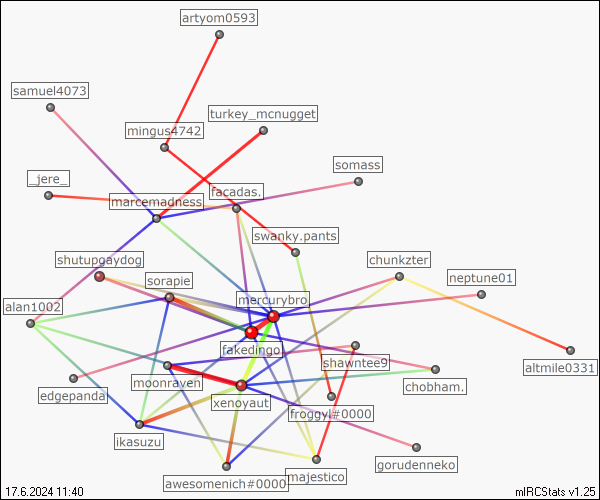 artyom0593
samuel4073
turkey_mcnugget
mingus4742
somass
_jere_
facadas.
marcemadness
swanky.pants
shutupgaydog
chunkzter
sorapie
neptune01
mercurybro.
alan1002
fakedingo.
shawntee9
altmile0331
moonraven
chobham.
edgepanda
xenoyaut
froggyl#0000
ikasuzu
gorudenneko
majestico
awesomenich#0000
17.6.2024 11:40
mIRCStats v1.25